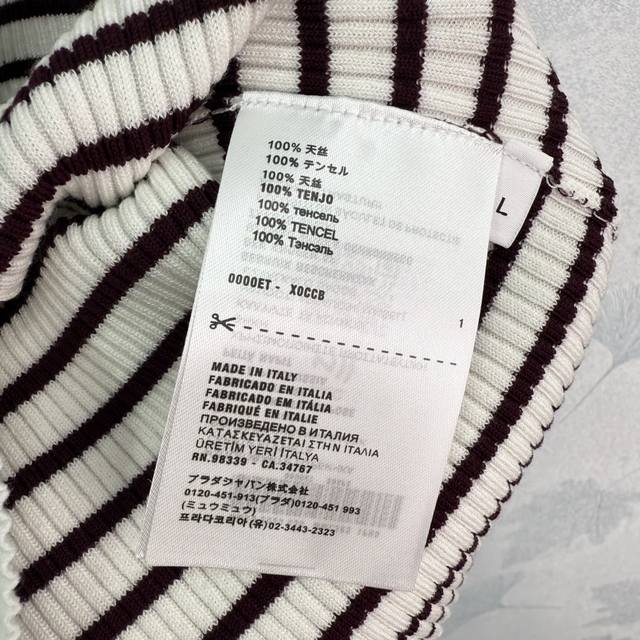 100% 天丝
100% テンセル
100% 天丝
100% TENJO
100% тенсель
100% TENCEL
100% Тэнсэль
0000ET - X0CCB
1
MADE IN ITALY
FABRICADO EN ITALIA
FABRICADO EM ITÁLIA
FABRIQUÉ EN ITALIE
ПРОИЗВЕДЕНО В ИТАЛИЯ
ΚΑΤΑΣΚΕΥΑΖΕΤΑΙ ΣΤΗΝ ΙΤΑΛΙΑ
ÜRETİM YERİ İTALYA
RN.98339 - CA.34767
プラダジャパン(株式会社)
0120-451-913(プラダ)0120-451 993
(ミュウミュウ)
프라다코리아(유)02-3443-2323
L